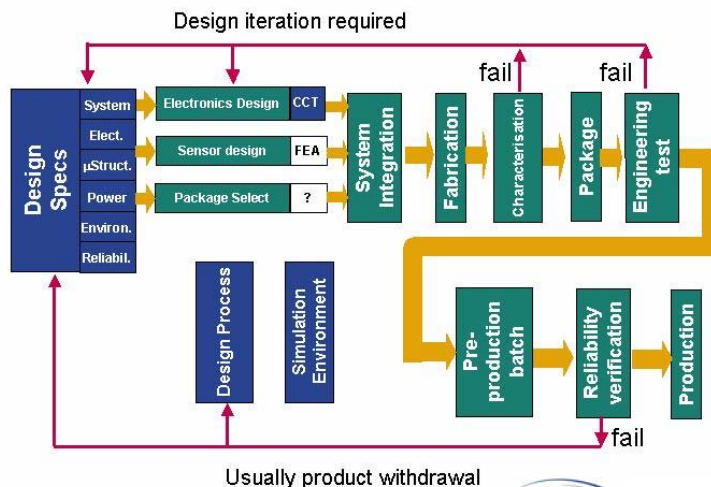 Design iteration required
fail
fail
Design
Specs
System
Elect.
µStruct.
Power
Environ.
Reliabil.
Electronics Design
CCT
Sensor design
FEA
Package Select
?
System
Integration
Fabrication
Characterisation
Package
Engineering
test
Design Process
Simulation
Environment
Pre-
production
batch
Reliability
verification
Production
fail
Usually product withdrawal